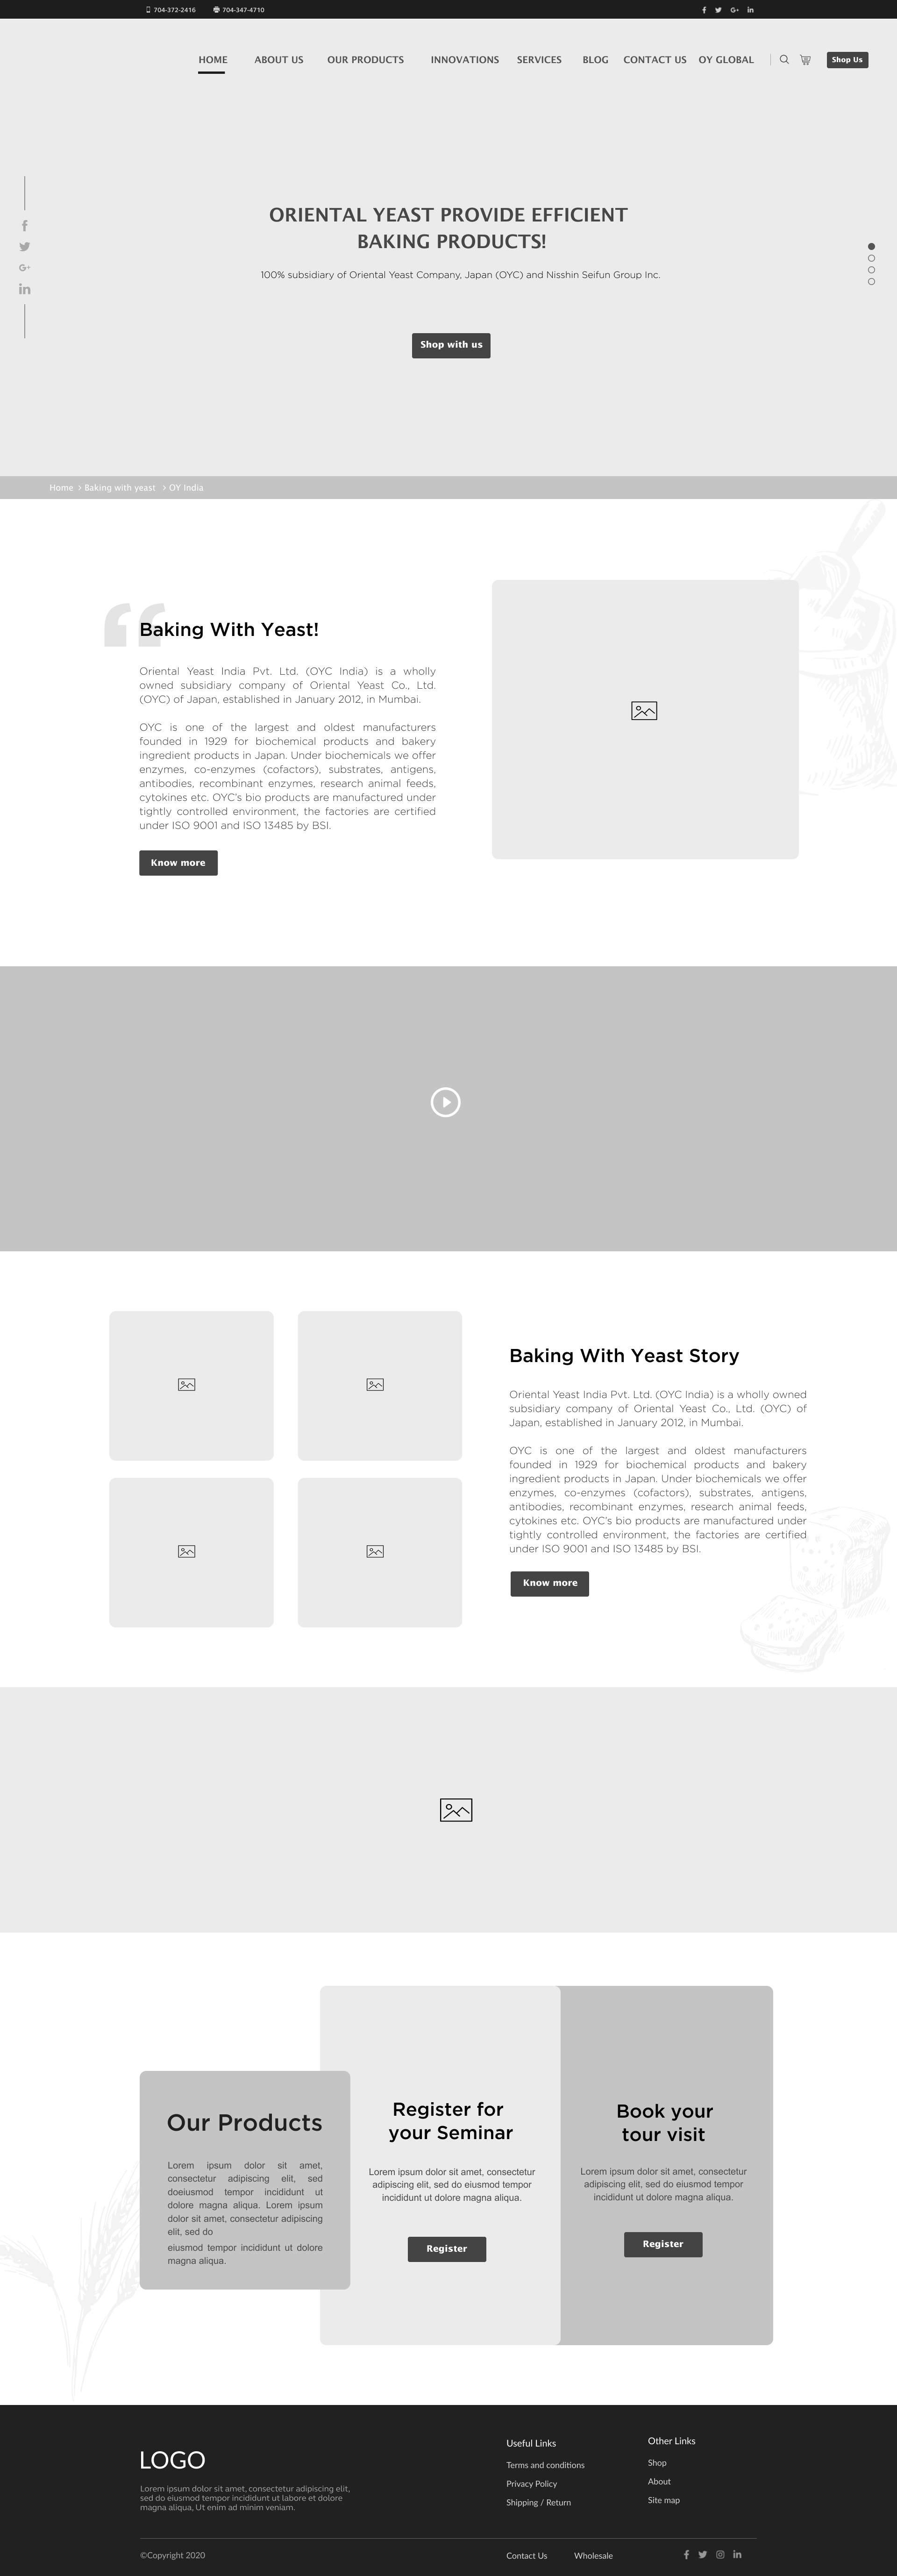 704-372-2416 704-347-4710
HOME ABOUT US OUR PRODUCTS INNOVATIONS SERVICES BLOG CONTACT US OY GLOBAL Shop Us
ORIENTAL YEAST PROVIDE EFFICIENT
BAKING PRODUCTS!
100% subsidiary of Oriental Yeast Company, Japan (OYC) and Nisshin Seifun Group Inc.
Shop with us
Home > Baking with yeast > OY India
Baking With Yeast!
Oriental Yeast India Pvt. Ltd. (OYC India) is a wholly
owned subsidiary company of Oriental Yeast Co., Ltd.
(OYC) of Japan, established in January 2012, in Mumbai.
OYC is one of the largest and oldest manufacturers
founded in 1929 for biochemical products and bakery
ingredient products in Japan. Under biochemicals we offer
enzymes, co-enzymes (cofactors), substrates, antigens,
antibodies, recombinant enzymes, research animal feeds,
cytokines etc. OYC's bio products are manufactured under
tightly controlled environment, the factories are certified
under ISO 9001 and ISO 13485 by BSI.
Know more
Baking With Yeast Story
Oriental Yeast India Pvt. Ltd. (OYC India) is a wholly owned
subsidiary company of Oriental Yeast Co., Ltd. (OYC) of
Japan, established in January 2012, in Mumbai.
OYC is one of the largest and oldest manufacturers
founded in 1929 for biochemical products and bakery
ingredient products in Japan. Under biochemicals we offer
enzymes, co-enzymes (cofactors), substrates, antigens,
antibodies, recombinant enzymes, research animal feeds,
cytokines etc. OYC's bio products are manufactured under
tightly controlled environment, the factories are certified
under ISO 9001 and ISO 13485 by BSI.
Know more
Our Products
Lorem ipsum dolor sit amet,
consectetur adipiscing elit, sed
doeiusmod tempor incididunt ut
dolore magna aliqua. Lorem ipsum
dolor sit amet, consectetur adipiscing
elit, sed do
eiusmod tempor incididunt ut dolore
magna aliqua.
Register for
your Seminar
Lorem ipsum dolor sit amet, consectetur
adipiscing elit, sed do eiusmod tempor
incididunt ut dolore magna aliqua.
Register
Book your
tour visit
Lorem ipsum dolor sit amet, consectetur
adipiscing elit, sed do eiusmod tempor
incididunt ut dolore magna aliqua.
Register
LOGO
Lorem ipsum dolor sit amet, consectetur adipiscing elit,
sed do eiusmod tempor incididunt ut labore et dolore
magna aliqua, Ut enim ad minim veniam.
Useful Links
Terms and conditions
Privacy Policy
Shipping / Return
Other Links
Shop
About
Site map
©Copyright 2020
Contact Us Wholesale